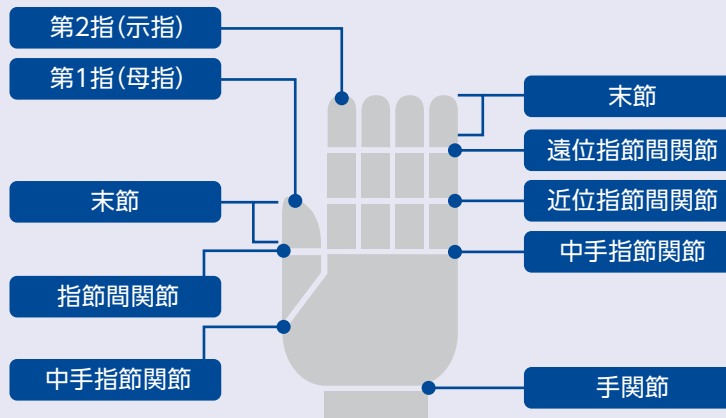 第2指(示指)
第1指(母指)
末節
指節間関節
中手指節関節
末節
遠位指節間関節
近位指節間関節
中手指節関節
手関節